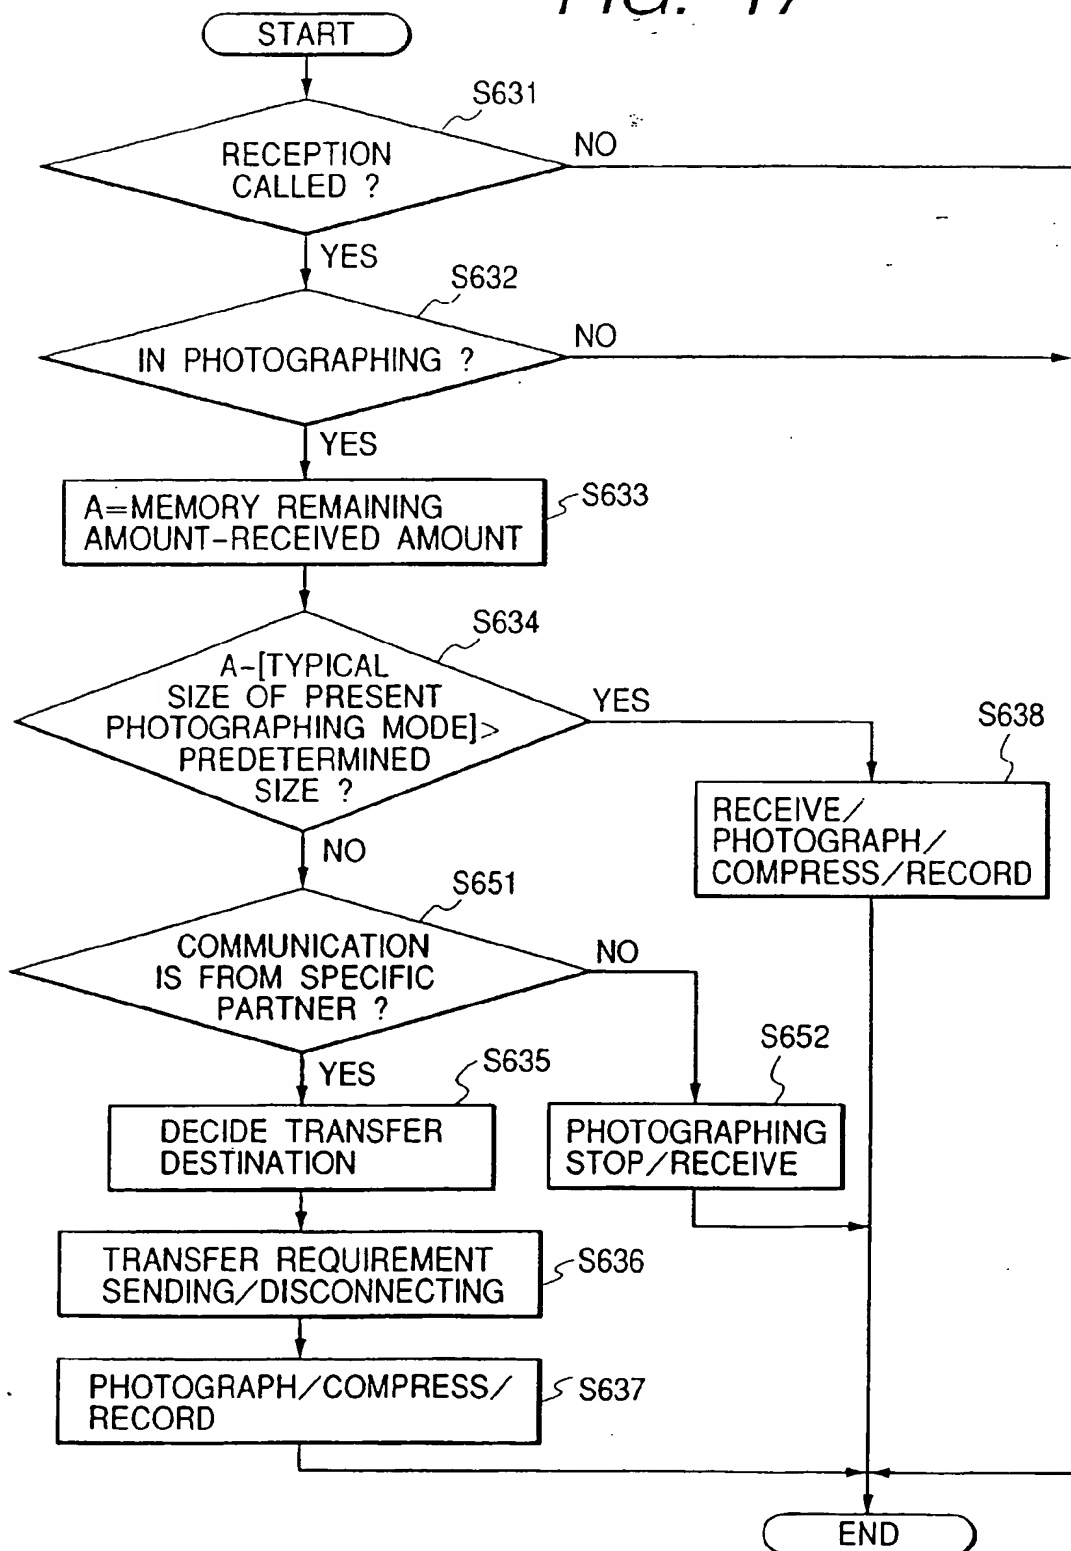 START
S631
RECEPTION
CALLED ?
NO
YES
S632
IN PHOTOGRAPHING ?
NO
YES
A=MEMORY REMAINING
AMOUNT-RECEIVED AMOUNT
S633
S634
A-[TYPICAL
SIZE OF PRESENT
PHOTOGRAPHING MODE]>
PREDETERMINED
SIZE ?
YES
NO
S638
RECEIVE/
PHOTOGRAPH/
COMPRESS/RECORD
S651
COMMUNICATION
IS FROM SPECIFIC
PARTNER ?
NO
YES
S652
PHOTOGRAPHING
STOP/RECEIVE
S635
DECIDE TRANSFER
DESTINATION
TRANSFER REQUIREMENT
SENDING/DISCONNECTING
S636
PHOTOGRAPH/COMPRESS/
RECORD
S637
END